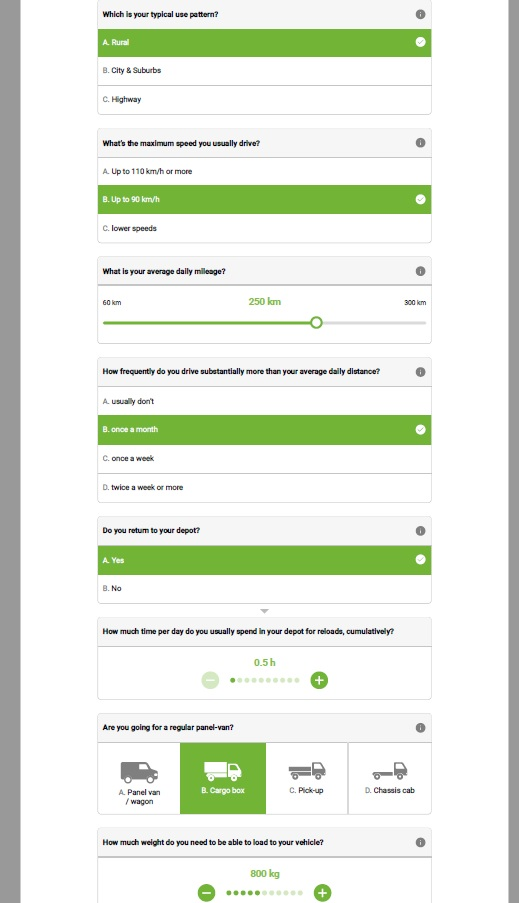 Which is your typical use pattern?
A. Rural
B. City & Suburbs
C. Highway
What's the maximum speed you usually drive?
A. Up to 110 km/h or more
B. Up to 90 km/h
C. lower speeds
What is your average daily mileage?
60 km 250 km 300 km
How frequently do you drive substantially more than your average daily distance?
A. usually don't
B. once a month
C. once a week
D. twice a week or more
Do you return to your depot?
A. Yes
B. No
How much time per day do you usually spend in your depot for reloads, cumulatively?
0.5 h
Are you going for a regular panel-van?
A. Panel van
/ wagon
B. Cargo box
C. Pick-up
D. Chassis cab
How much weight do you need to be able to load to your vehicle?
800 kg